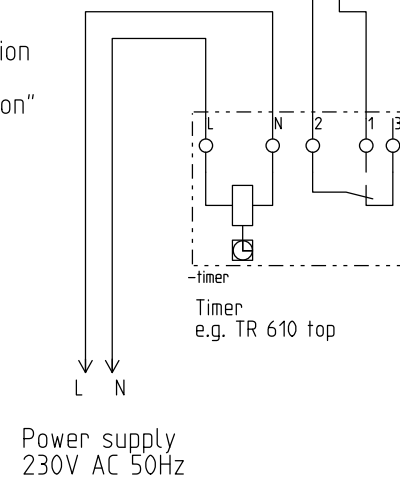 ion
on"
L N 2 1 3
-timer
Timer
e.g. TR 610 top
L N
Power supply
230V AC 50Hz